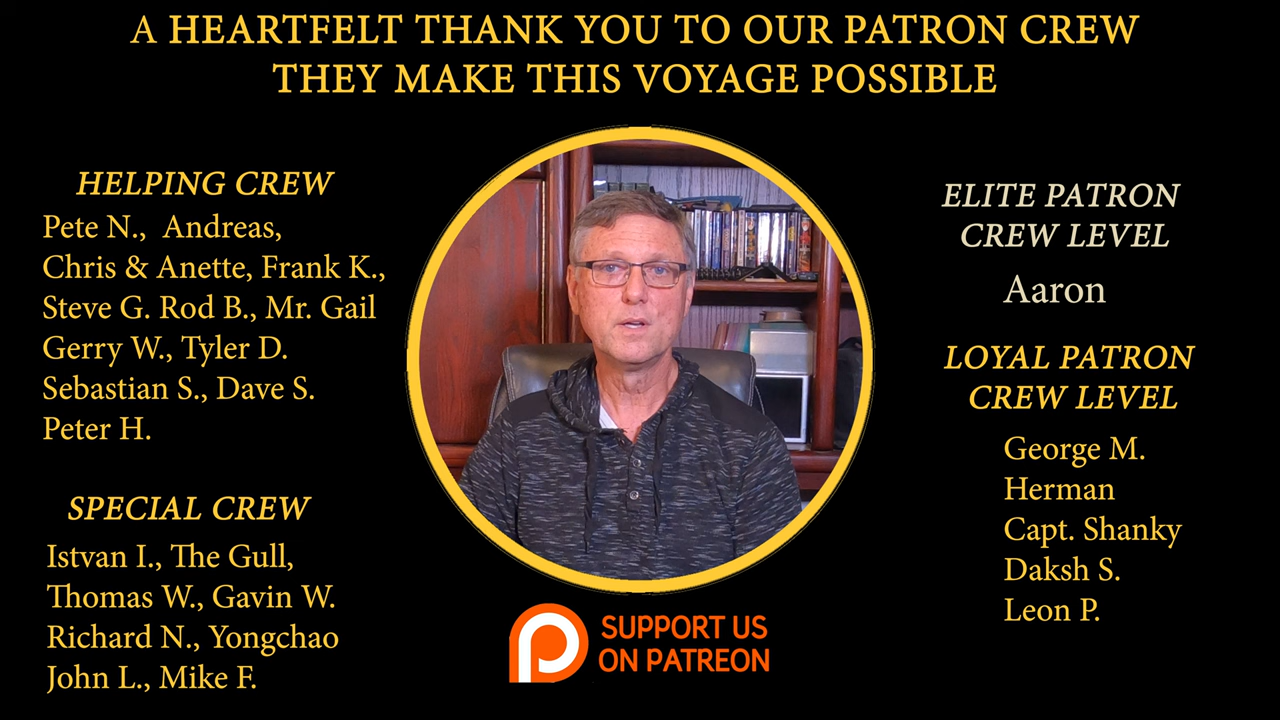 A HEARTFELT THANK YOU TO OUR PATRON CREW
THEY MAKE THIS VOYAGE POSSIBLE
HELPING CREW
Pete N., Andreas,
Chris & Anette, Frank K.,
Steve G. Rod B., Mr. Gail
Gerry W., Tyler D.
Sebastian S., Dave S.
Peter H.
SPECIAL CREW
Istvan I., The Gull,
Thomas W., Gavin W.
Richard N., Yongchao
John L., Mike F.
ELITE PATRON
CREW LEVEL
Aaron
LOYAL PATRON
CREW LEVEL
George M.
Herman
Capt. Shanky
Daksh S.
Leon P.
SUPPORT US
ON PATREON